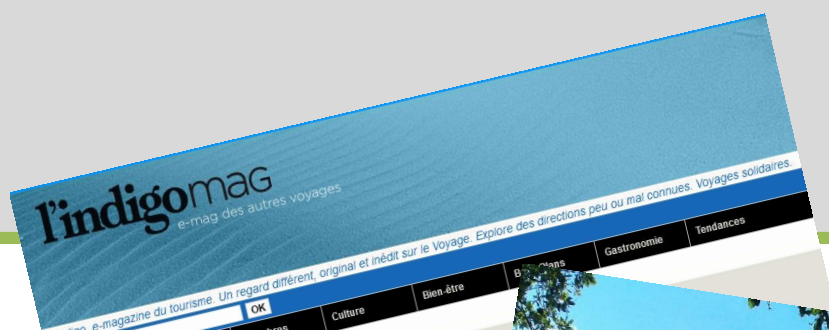 l'indigomag
e-mag des autres voyages
e-magazine du tourisme. Un regard différent, original et inédit sur le Voyage. Explore des directions peu ou mal connues. Voyages solidaires.
OK
Culture
Bien-être
Gastronomie
Tendances